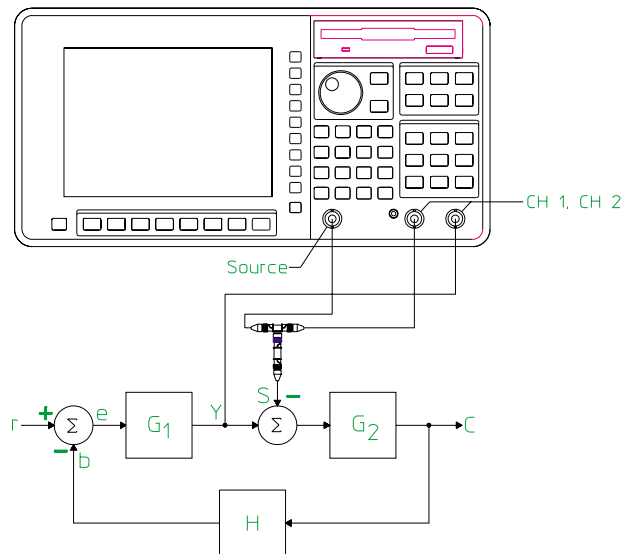 CH 1, CH 2
Source
S −
+ e G1 Y Σ G2 C
r Σ
− b
H